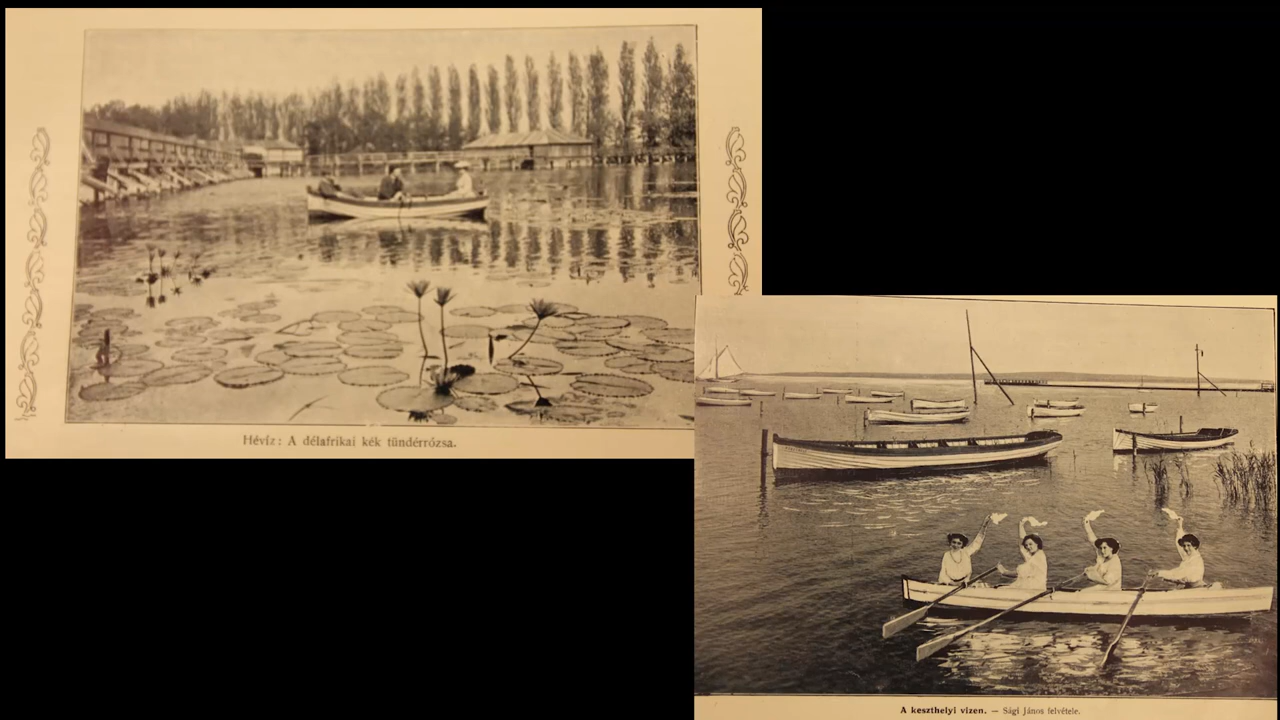 Hévíz: A délafrikai kék tündérrózsa.
A keszthelyi vizen. — Sági János felvétele.